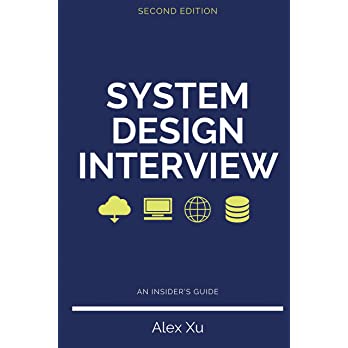 SECOND EDITION
SYSTEM
DESIGN
INTERVIEW
AN INSIDER'S GUIDE
Alex Xu